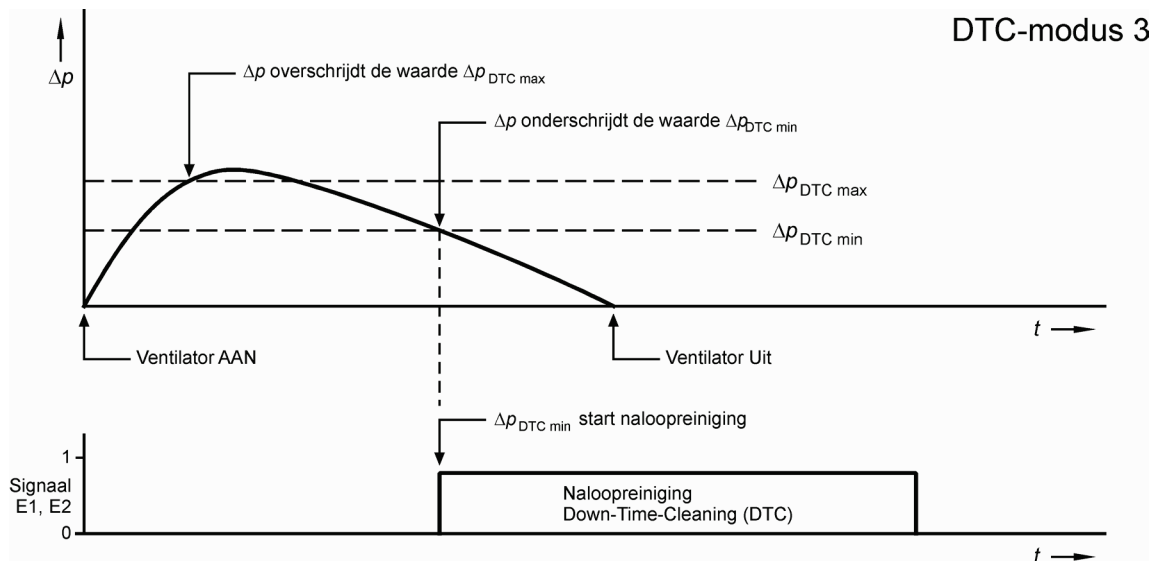 DTC-modus 3
Δp
Δp overschrijdt de waarde Δp DTC max
Δp onderschrijdt de waarde Δp DTC min
Δp DTC max
Δp DTC min
t
Ventilator AAN
Ventilator Uit
Δp DTC min start naloopreiniging
1
Signaal
E1, E2
0
Naloopreiniging
Down-Time-Cleaning (DTC)
t